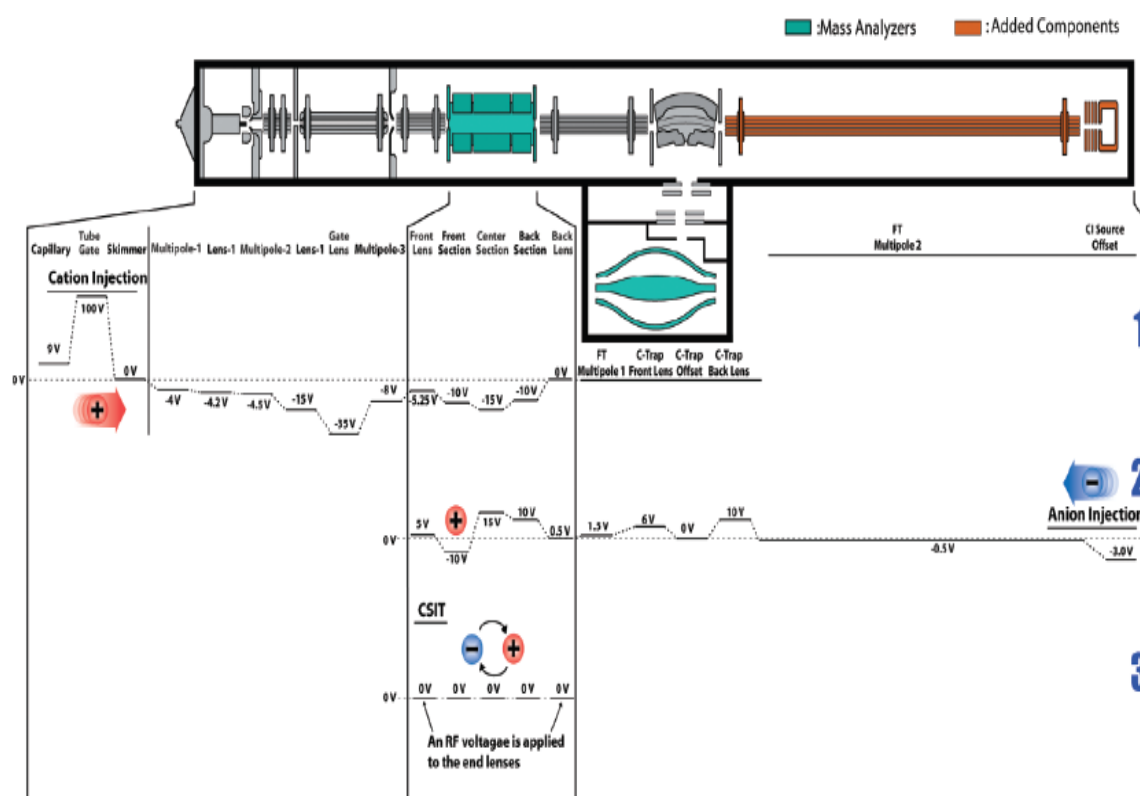 :Mass Analyzers :Added Components
Capillary Tube Gate Skimmer Multipole-1 Lens-1 Multipole-2 Lens-1 Gate Lens Multipole-3 Front Lens Front Section Center Section Back Section Back Lens
FT Multipole 2 CI Source Offset
Cation Injection
100 V
9 V
1
FT Multipole 1 C-Trap Front Lens C-Trap Offset C-Trap Back Lens
0 V 0 V 0 V
-4 V -4.2 V -4.5 V -15 V -35 V -8 V -5.25 V -10 V -15 V -10 V
+
- 2
Anion Injection
5 V + 15 V 10 V 0.5 V 1.5 V 6 V 0 V 10 V
0 V -10 V -0.5 V -3.0 V
CSIT
- +
3
0 V 0 V 0 V 0 V 0 V 0 V
An RF voltagae is applied
to the end lenses